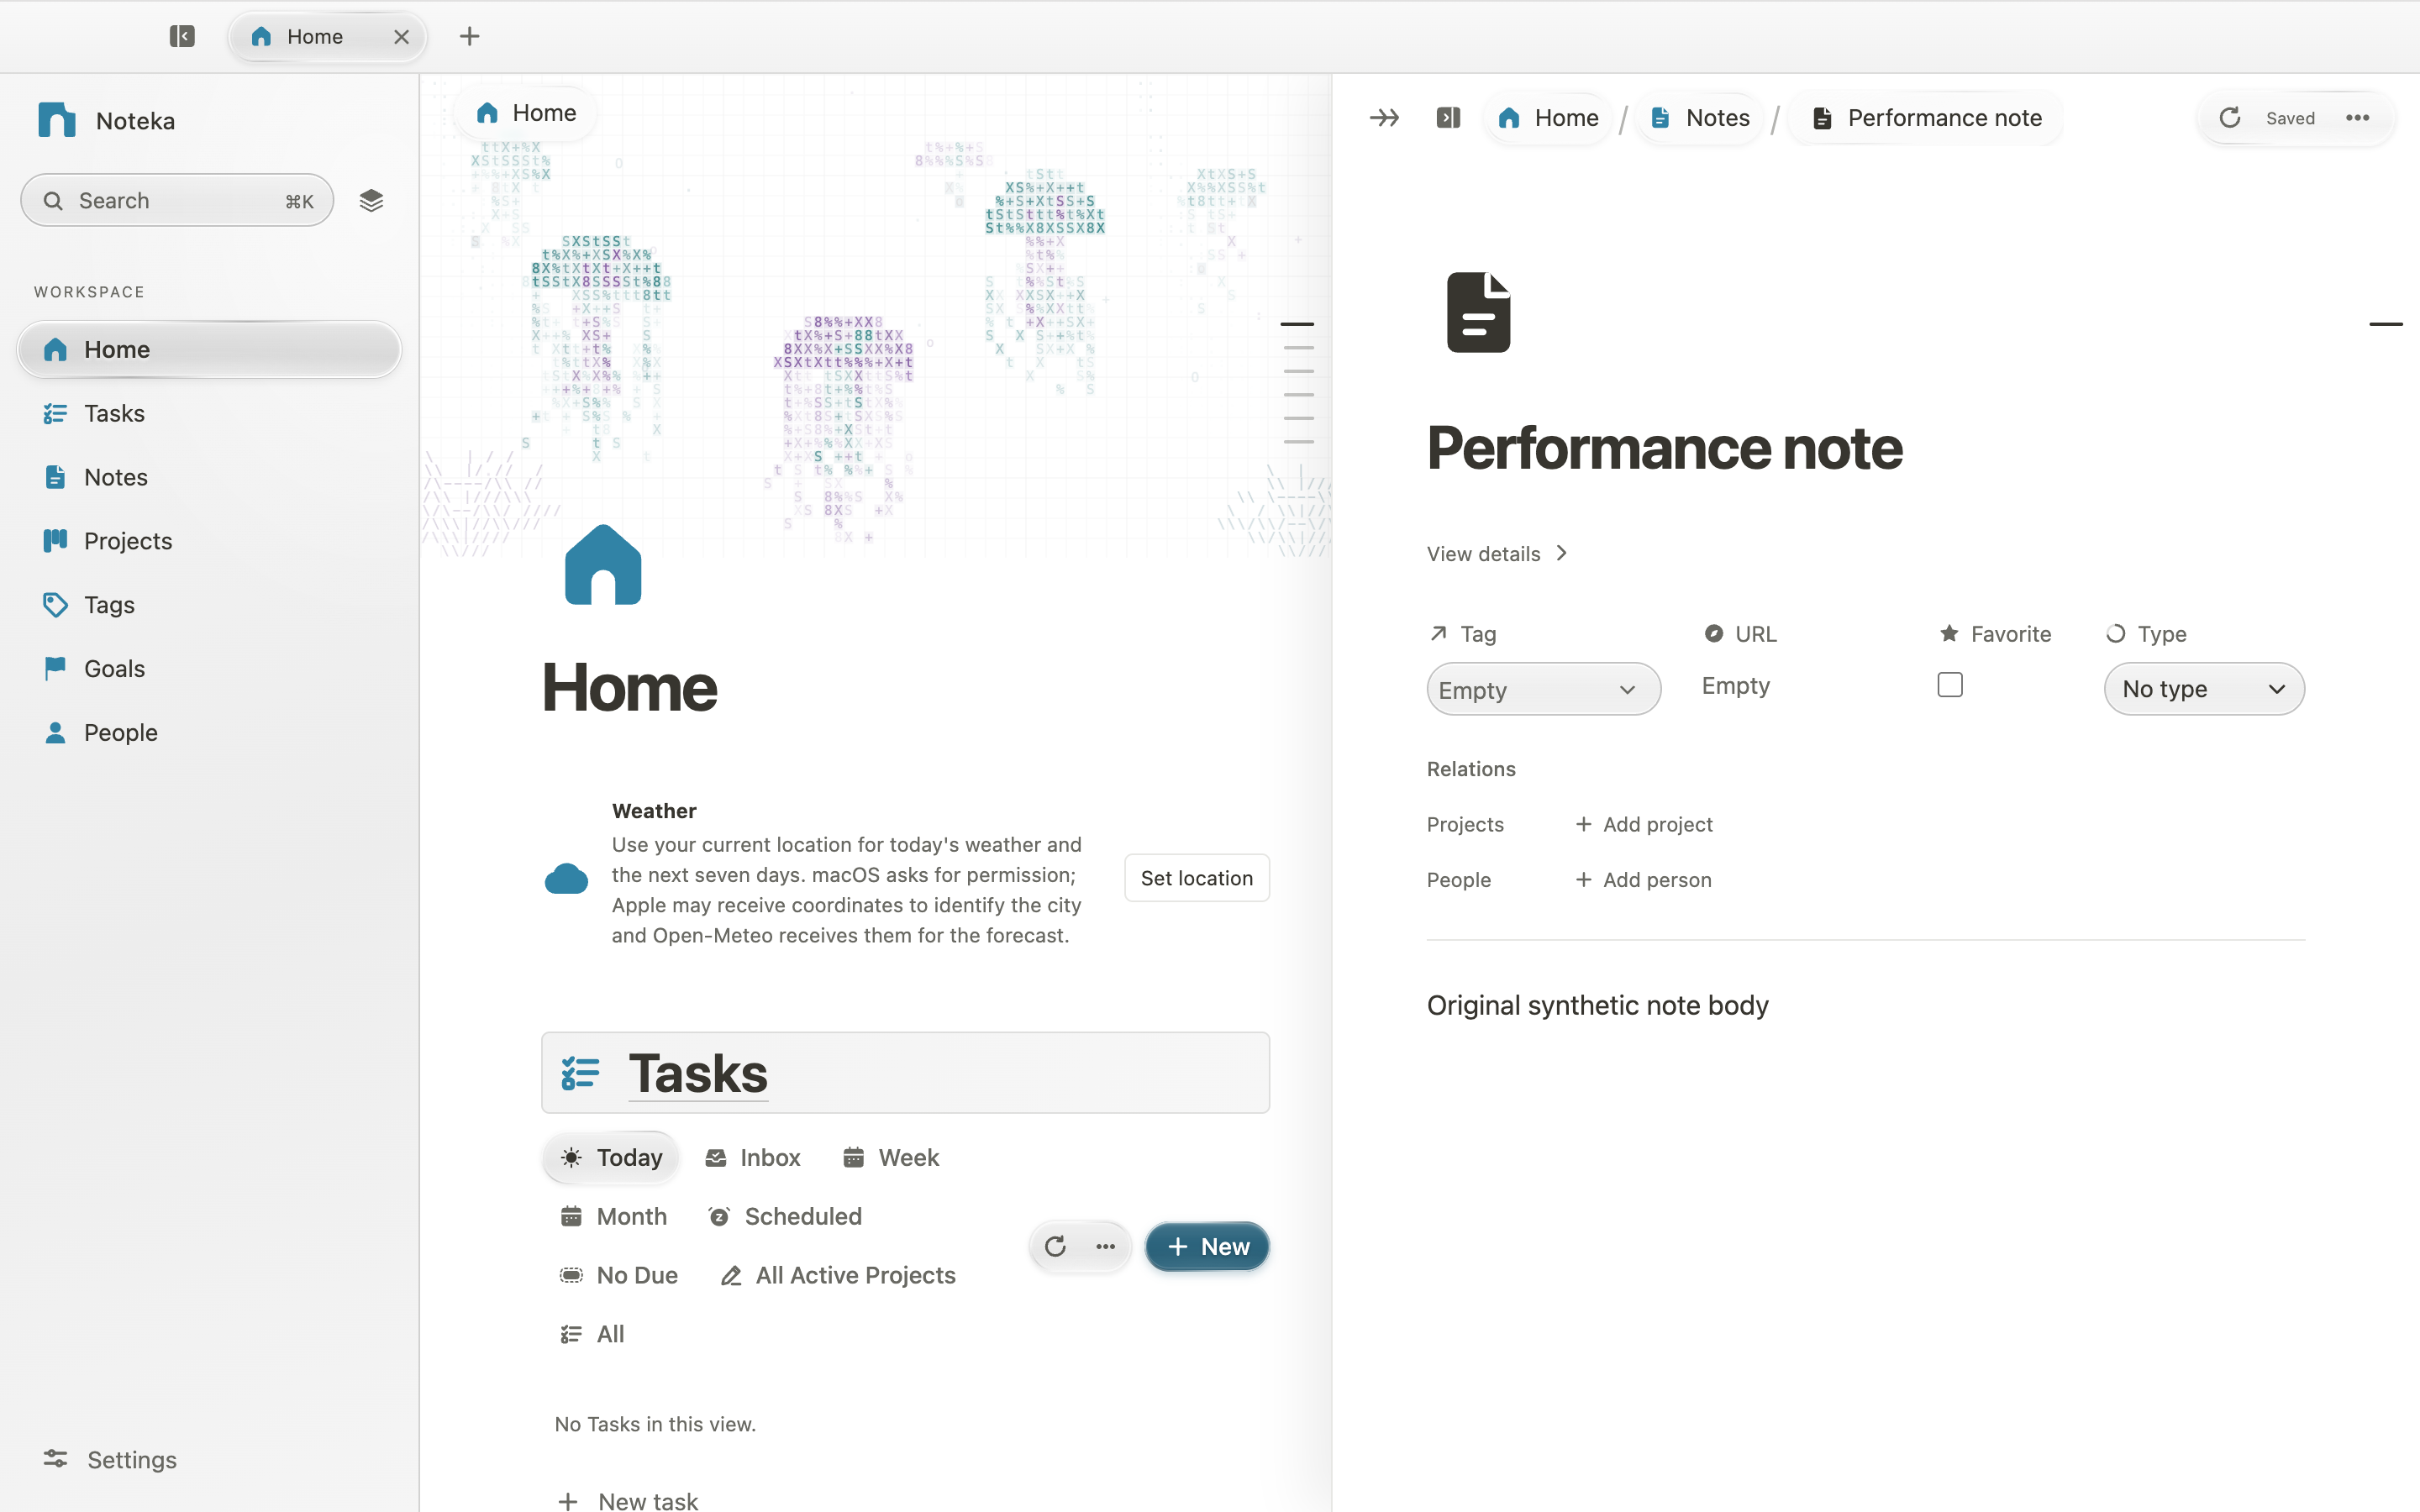 Home
Noteka
Search ⌘K
WORKSPACE
Home
Tasks
Notes
Projects
Tags
Goals
People
Settings
Home
Home
Weather
Use your current location for today's weather and
the next seven days. macOS asks for permission;
Apple may receive coordinates to identify the city
and Open-Meteo receives them for the forecast.
Set location
Tasks
Today Inbox Week
Month Scheduled
No Due All Active Projects
All
New
No Tasks in this view.
+ New task
Home / Notes / Performance note
Saved
Performance note
View details
Tag URL Favorite Type
Empty Empty No type
Relations
Projects + Add project
People + Add person
Original synthetic note body